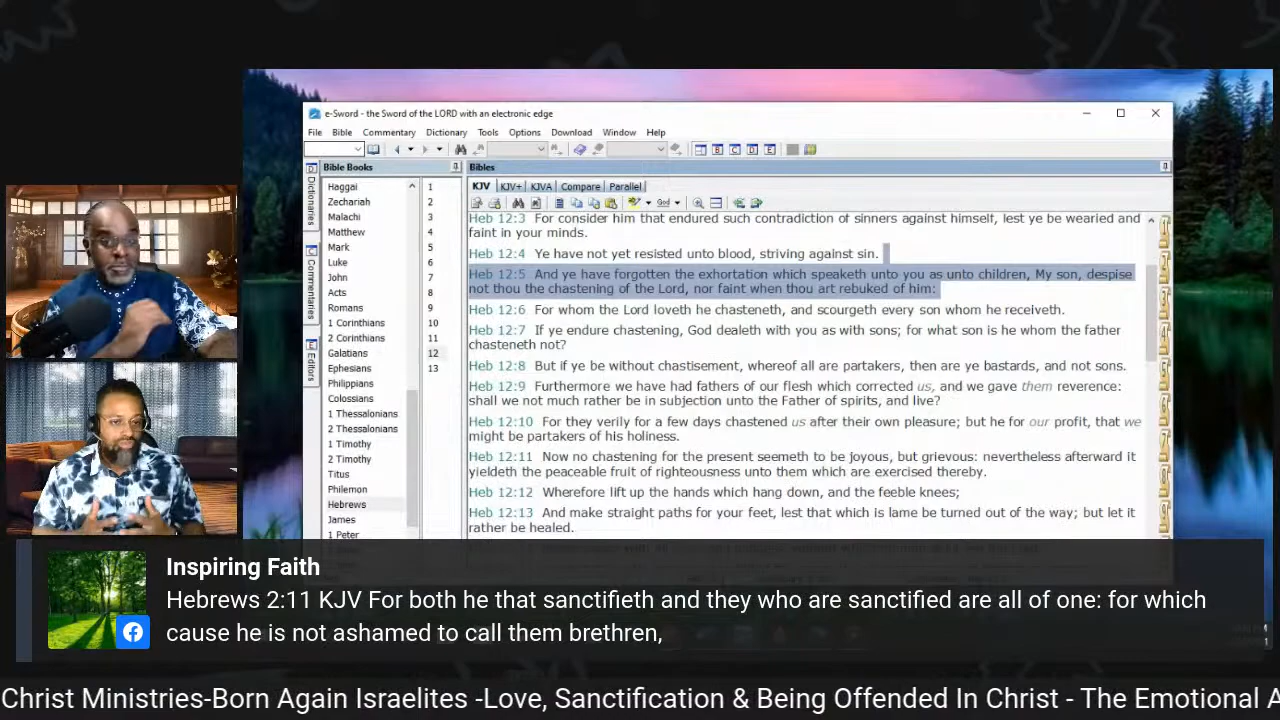 e-Sword - the Sword of the LORD with an electronic edge
File Bible Commentary Dictionary Tools Options Download Window Help
Bible Books
Bibles
Dictionaries
Commentaries
Editors
Haggai
Zechariah
Malachi
Matthew
Mark
Luke
John
Acts
Romans
1 Corinthians
2 Corinthians
Galatians
Ephesians
Philippians
Colossians
1 Thessalonians
2 Thessalonians
1 Timothy
2 Timothy
Titus
Philemon
Hebrews
James
1 Peter
1
2
3
4
5
6
7
8
9
10
11
12
13
KJV KJV+ KJVA Compare Parallel
Heb 12:3 For consider him that endured such contradiction of sinners against himself, lest ye be wearied and
faint in your minds.
Heb 12:4 Ye have not yet resisted unto blood, striving against sin.
Heb 12:5 And ye have forgotten the exhortation which speaketh unto you as unto children, My son, despise
not thou the chastening of the Lord, nor faint when thou art rebuked of him:
Heb 12:6 For whom the Lord loveth he chasteneth, and scourgeth every son whom he receiveth.
Heb 12:7 If ye endure chastening, God dealeth with you as with sons; for what son is he whom the father
chasteneth not?
Heb 12:8 But if ye be without chastisement, whereof all are partakers, then are ye bastards, and not sons.
Heb 12:9 Furthermore we have had fathers of our flesh which corrected us, and we gave them reverence:
shall we not much rather be in subjection unto the Father of spirits, and live?
Heb 12:10 For they verily for a few days chastened us after their own pleasure; but he for our profit, that we
might be partakers of his holiness.
Heb 12:11 Now no chastening for the present seemeth to be joyous, but grievous: nevertheless afterward it
yieldeth the peaceable fruit of righteousness unto them which are exercised thereby.
Heb 12:12 Wherefore lift up the hands which hang down, and the feeble knees;
Heb 12:13 And make straight paths for your feet, lest that which is lame be turned out of the way; but let it
rather be healed.
Inspiring Faith
Hebrews 2:11 KJV For both he that sanctifieth and they who are sanctified are all of one: for which
cause he is not ashamed to call them brethren,
Christ Ministries-Born Again Israelites -Love, Sanctification & Being Offended In Christ - The Emotional A